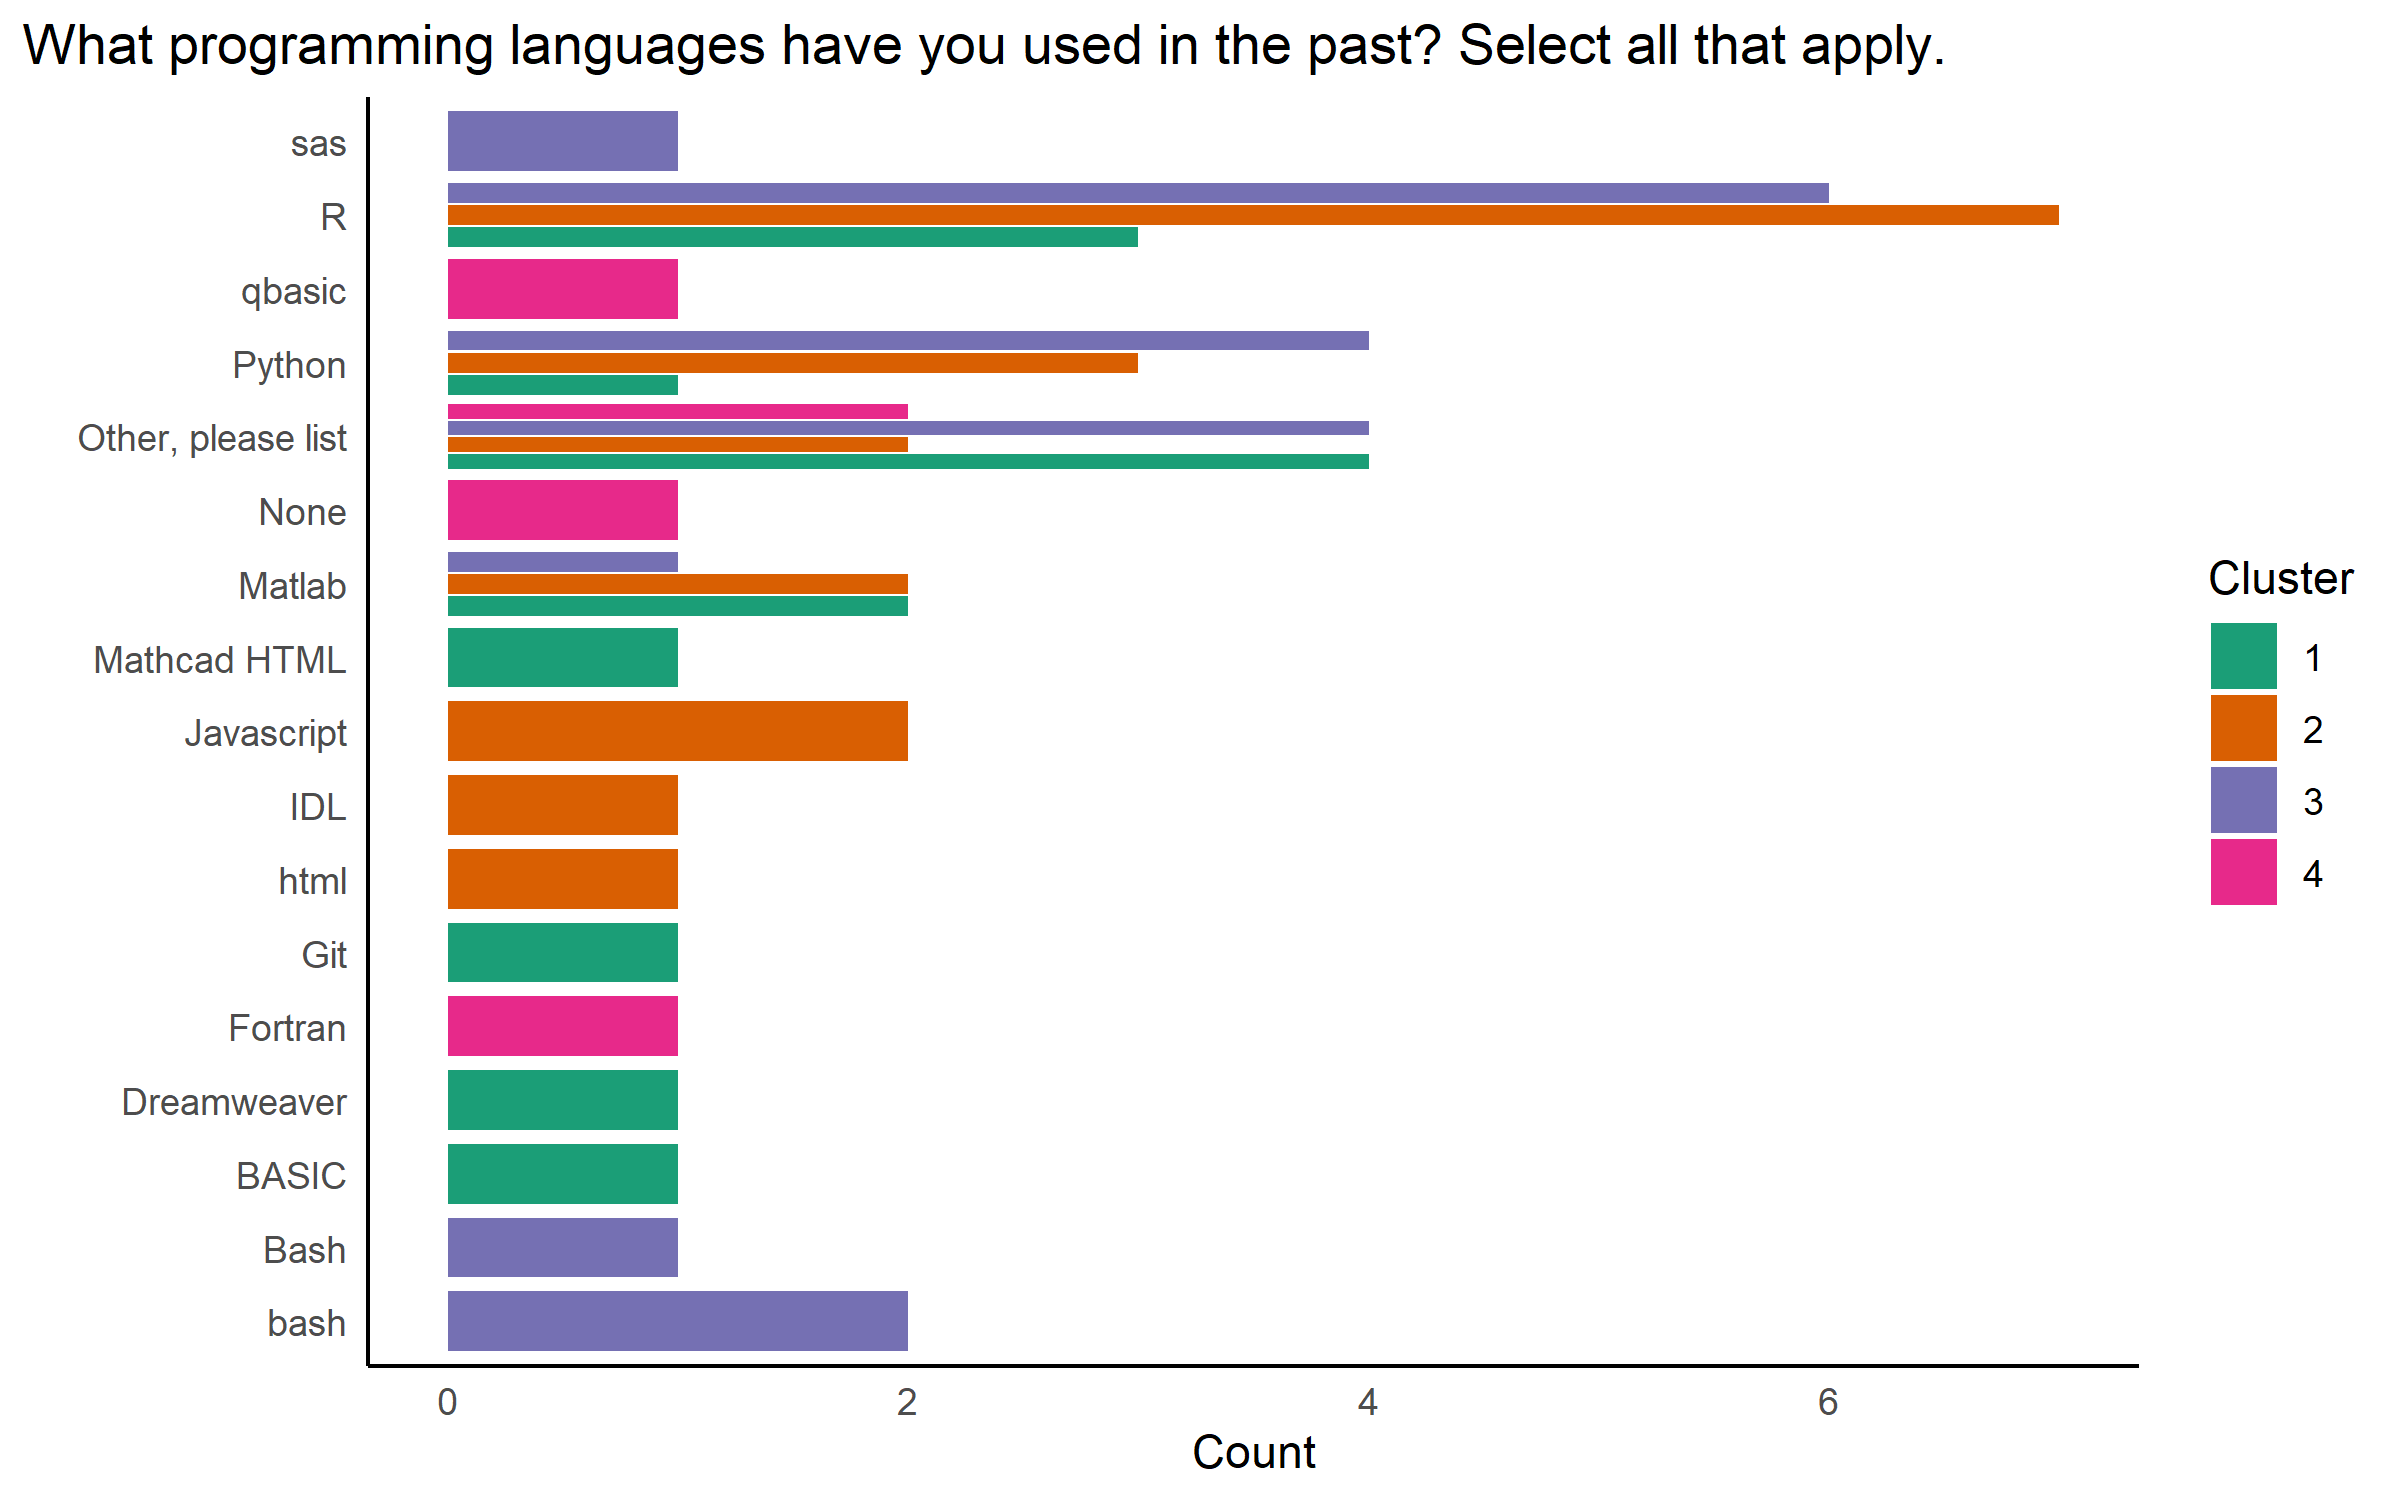 What programming languages have you used in the past? Select all that apply.
sas
R
qbasic
Python
Other, please list
None
Matlab
Mathcad HTML
Javascript
IDL
html
Git
Fortran
Dreamweaver
BASIC
Bash
bash
0 2 4 6
Count
Cluster
1
2
3
4